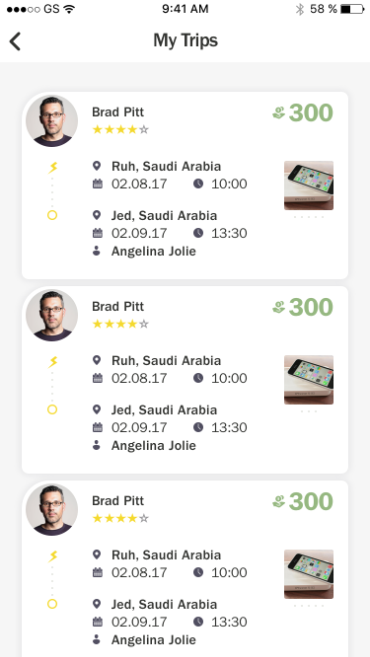 GS 9:41 AM 58 %
My Trips
Brad Pitt 300
Ruh, Saudi Arabia
02.08.17 10:00
Jed, Saudi Arabia
02.09.17 13:30
Angelina Jolie
Brad Pitt 300
Ruh, Saudi Arabia
02.08.17 10:00
Jed, Saudi Arabia
02.09.17 13:30
Angelina Jolie
Brad Pitt 300
Ruh, Saudi Arabia
02.08.17 10:00
Jed, Saudi Arabia
02.09.17 13:30
Angelina Jolie